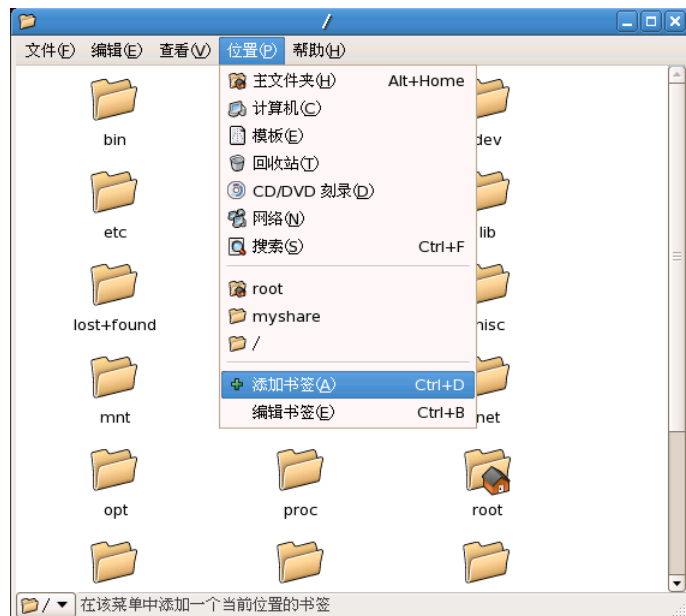 /
文件(F) 编辑(E) 查看(V) 位置(P) 帮助(H)
主文件夹(H) Alt+Home
计算机(C)
模板(E)
回收站(T)
CD/DVD 刻录(D)
网络(N)
搜索(S) Ctrl+F
root
myshare
/
添加书签(A) Ctrl+D
编辑书签(E) Ctrl+B
bin dev
etc lib
lost+found misc
mnt net
opt proc root
/ 在该菜单中添加一个当前位置的书签